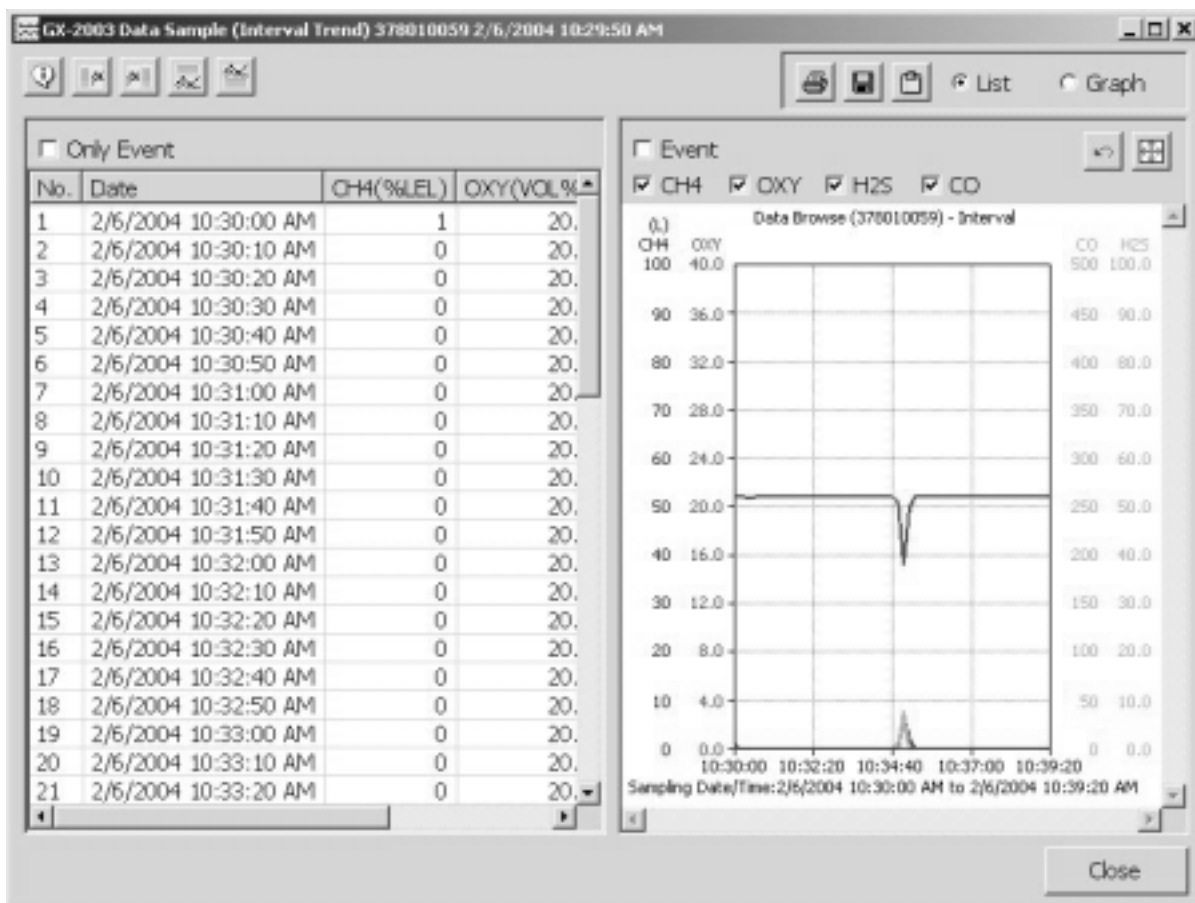 GX-2003 Data Sample (Interval Trend) 378010059 2/6/2004 10:29:50 AM
List Graph
Only Event
No. Date CH4(%LEL) OXY(VOL%
1 2/6/2004 10:30:00 AM 1 20.
2 2/6/2004 10:30:10 AM 0 20.
3 2/6/2004 10:30:20 AM 0 20.
4 2/6/2004 10:30:30 AM 0 20.
5 2/6/2004 10:30:40 AM 0 20.
6 2/6/2004 10:30:50 AM 0 20.
7 2/6/2004 10:31:00 AM 0 20.
8 2/6/2004 10:31:10 AM 0 20.
9 2/6/2004 10:31:20 AM 0 20.
10 2/6/2004 10:31:30 AM 0 20.
11 2/6/2004 10:31:40 AM 0 20.
12 2/6/2004 10:31:50 AM 0 20.
13 2/6/2004 10:32:00 AM 0 20.
14 2/6/2004 10:32:10 AM 0 20.
15 2/6/2004 10:32:20 AM 0 20.
16 2/6/2004 10:32:30 AM 0 20.
17 2/6/2004 10:32:40 AM 0 20.
18 2/6/2004 10:32:50 AM 0 20.
19 2/6/2004 10:33:00 AM 0 20.
20 2/6/2004 10:33:10 AM 0 20.
21 2/6/2004 10:33:20 AM 0 20.
Event
CH4 OXY H2S CO
Data Browse (378010059) - Interval
(L)
CH4 OXY CO H2S
100 40.0 500 100.0
90 36.0 450 90.0
80 32.0 400 80.0
70 28.0 350 70.0
60 24.0 300 60.0
50 20.0 250 50.0
40 16.0 200 40.0
30 12.0 150 30.0
20 8.0 100 20.0
10 4.0 50 10.0
0 0.0 0 0.0
10:30:00 10:32:20 10:34:40 10:37:00 10:39:20
Sampling Date/Time:2/6/2004 10:30:00 AM to 2/6/2004 10:39:20 AM
Close